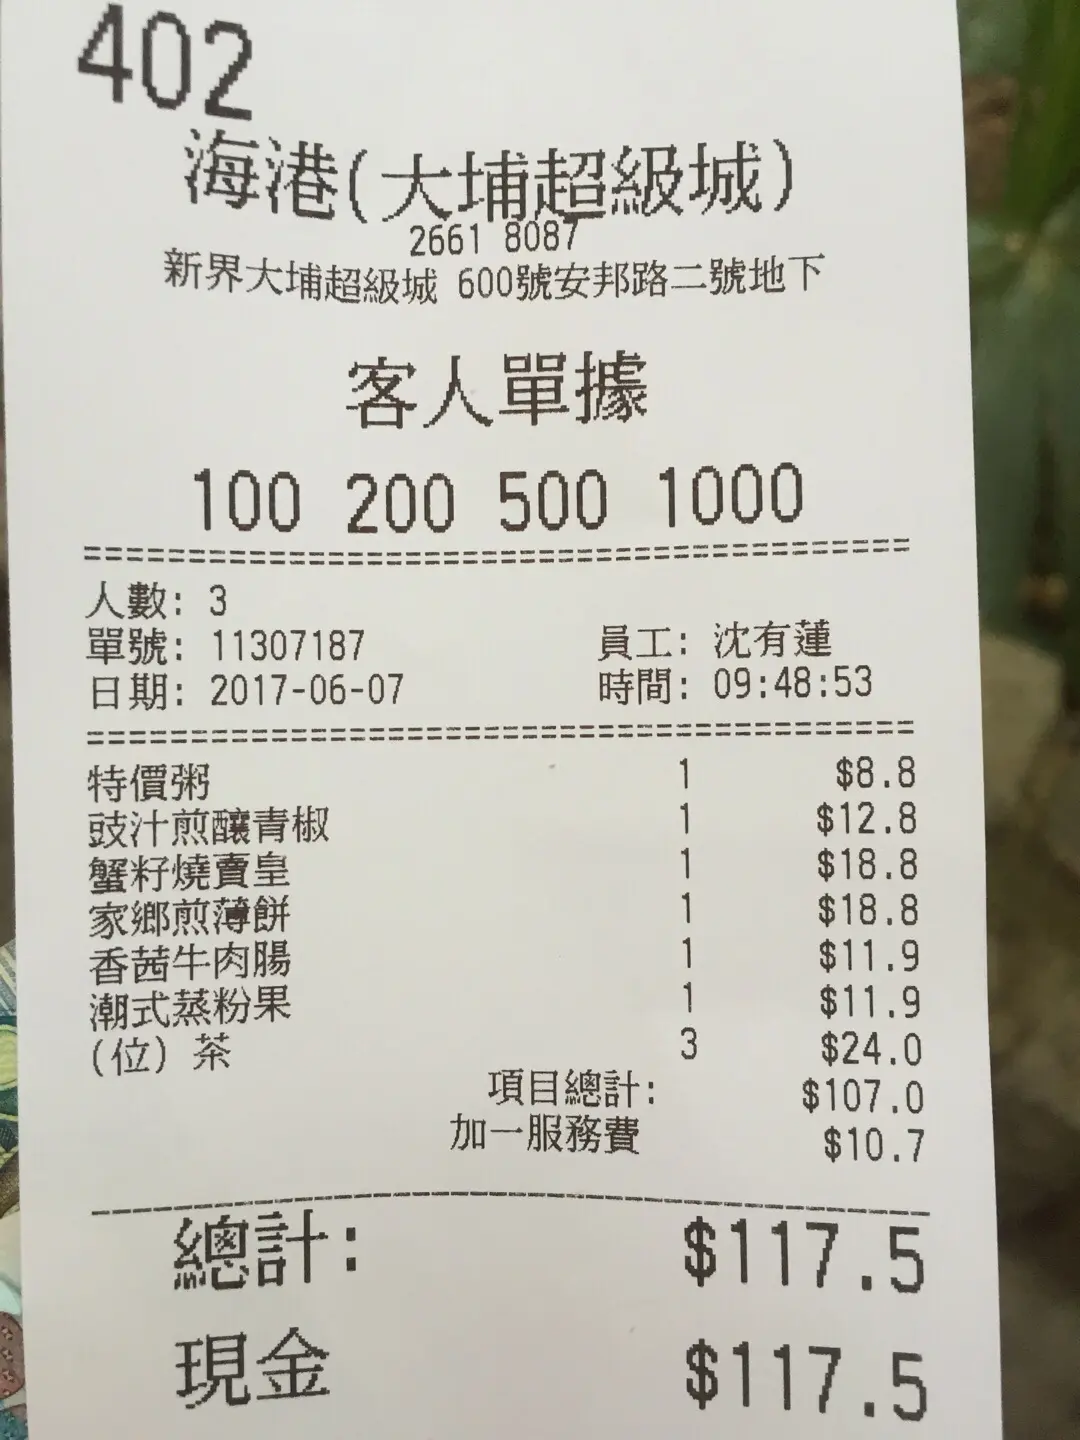 402
海港(大埔超級城)
2661 8087
新界大埔超級城 600號安邦路二號地下
客人單據
100 200 500 1000
========================================
人數: 3
單號: 11307187 員工: 沈有蓮
日期: 2017-06-07 時間: 09:48:53
========================================
特價粥 1 $8.8
豉汁煎釀青椒 1 $12.8
蟹籽燒賣皇 1 $18.8
家鄉煎薄餅 1 $18.8
香茜牛肉腸 1 $11.9
潮式蒸粉果 1 $11.9
(位) 茶 3 $24.0
項目總計: $107.0
加一服務費 $10.7
總計: $117.5
現金 $117.5